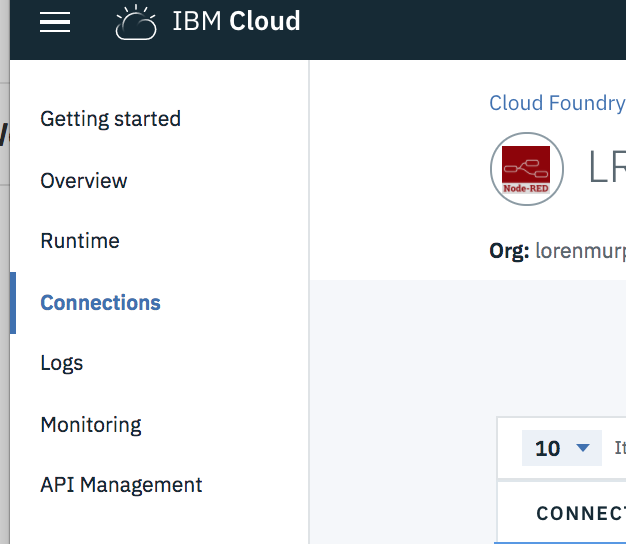 IBM Cloud
Getting started
Overview
Runtime
Connections
Logs
Monitoring
API Management
Cloud Foundry
Node-RED
LR
Org: lorenmurp
10
It
CONNECT